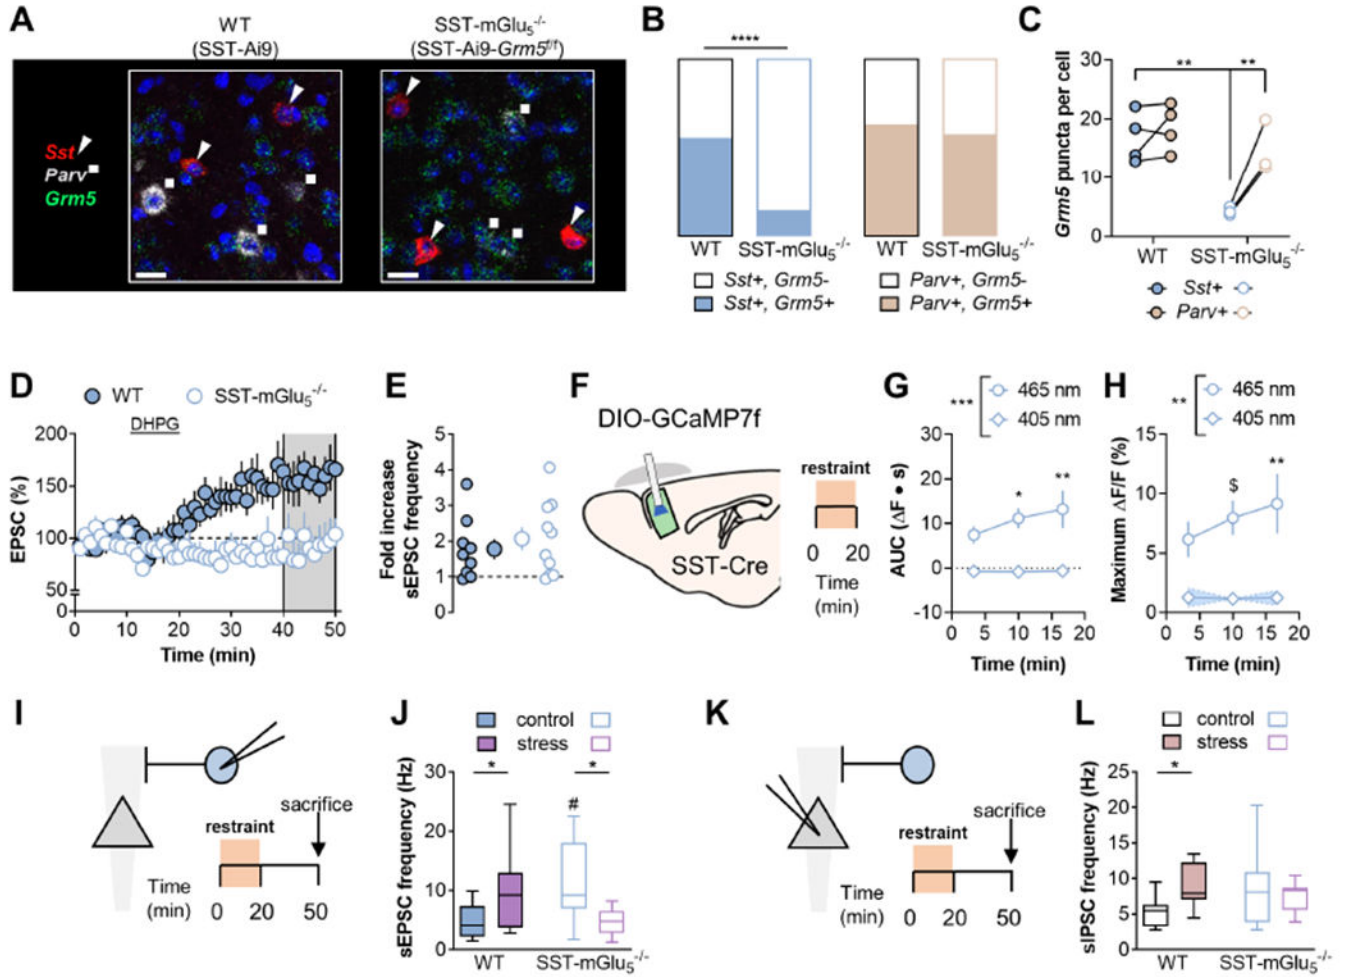 A
WT
(SST-Ai9)
SST-mGlu5-/-
(SST-Ai9-Grm5f/f)
Sst
Parv
Grm5
B
****
WT SST-mGlu5-/-
Sst+, Grm5-
Sst+, Grm5+
WT SST-mGlu5-/-
Parv+, Grm5-
Parv+, Grm5+
C
** **
Grm5 puncta per cell
30
20
10
0
WT SST-mGlu5-/-
Sst+
Parv+
D
WT SST-mGlu5-/-
DHPG
EPSC (%)
200
150
100
50
0
0 10 20 30 40 50
Time (min)
E
Fold increase
sEPSC frequency
5
4
3
2
1
0
F
DIO-GCaMP7f
SST-Cre
restraint
0 20
Time
(min)
G
***
465 nm
405 nm
AUC (ΔF • s)
30
20
10
0
-10
* **
0 5 10 15 20
Time (min)
H
**
465 nm
405 nm
Maximum ΔF/F (%)
15
10
5
0
$ **
0 5 10 15 20
Time (min)
I
restraint
sacrifice
Time
(min)
0 20 50
J
control
stress
sEPSC frequency (Hz)
30
20
10
0
* # *
WT SST-mGlu5-/-
K
restraint
sacrifice
Time
(min)
0 20 50
L
control
stress
sIPSC frequency (Hz)
25
20
15
10
5
0
*
WT SST-mGlu5-/-